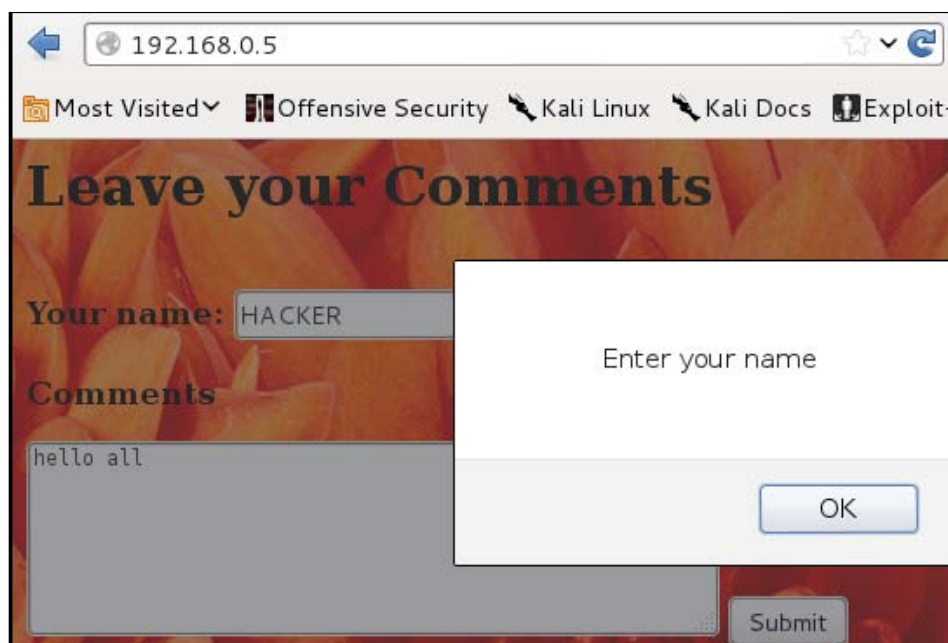 192.168.0.5
Most Visited Offensive Security Kali Linux Kali Docs Exploit-
Leave your Comments
Your name: HACKER
Enter your name
Comments
hello all
OK
Submit